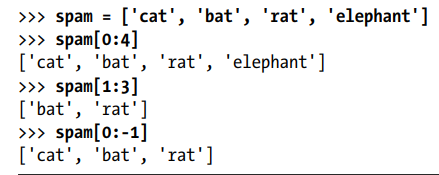 >>> spam = ['cat', 'bat', 'rat', 'elephant']
>>> spam[0:4]
['cat', 'bat', 'rat', 'elephant']
>>> spam[1:3]
['bat', 'rat']
>>> spam[0:-1]
['cat', 'bat', 'rat']